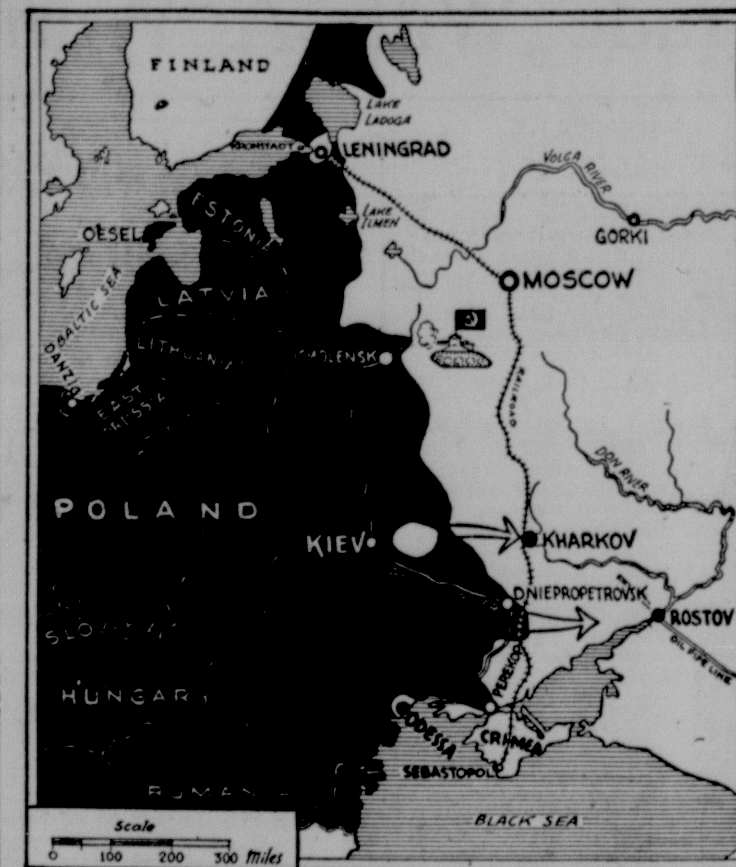 FINLAND
LAKE
LADOGA
KRONSTADT
LENINGRAD
VOLGA RIVER
ESTONIA
LAKE
ILMEN
OESEL
GORKI
BALTIC SEA
LATVIA
MOSCOW
LITHUANIA
SMOLENSK
DANZIG
EAST
PRUSSIA
RAILROAD
DON RIVER
POLAND
KIEV
KHARKOV
DNIEPROPETROVSK
ROSTOV
OIL PIPE LINE
PEREKOP
HUNGARY
ODESSA
CRIMEA
SEBASTOPOL
BLACK SEA
Scale
0 100 200 300 Miles